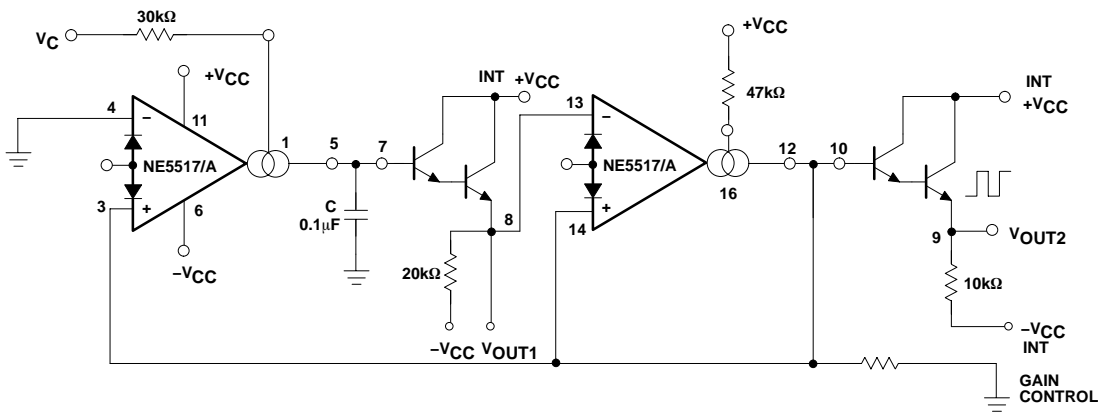 30kΩ
VC
+VCC
INT
+VCC
+VCC
47kΩ
INT
+VCC
4
−
11
NE5517/A
1
5
7
13
−
NE5517/A
12
10
3
+
6
−VCC
C
0.1µF
8
14
+
16
9
VOUT2
20kΩ
−VCC
VOUT1
10kΩ
−VCC
INT
GAIN
CONTROL